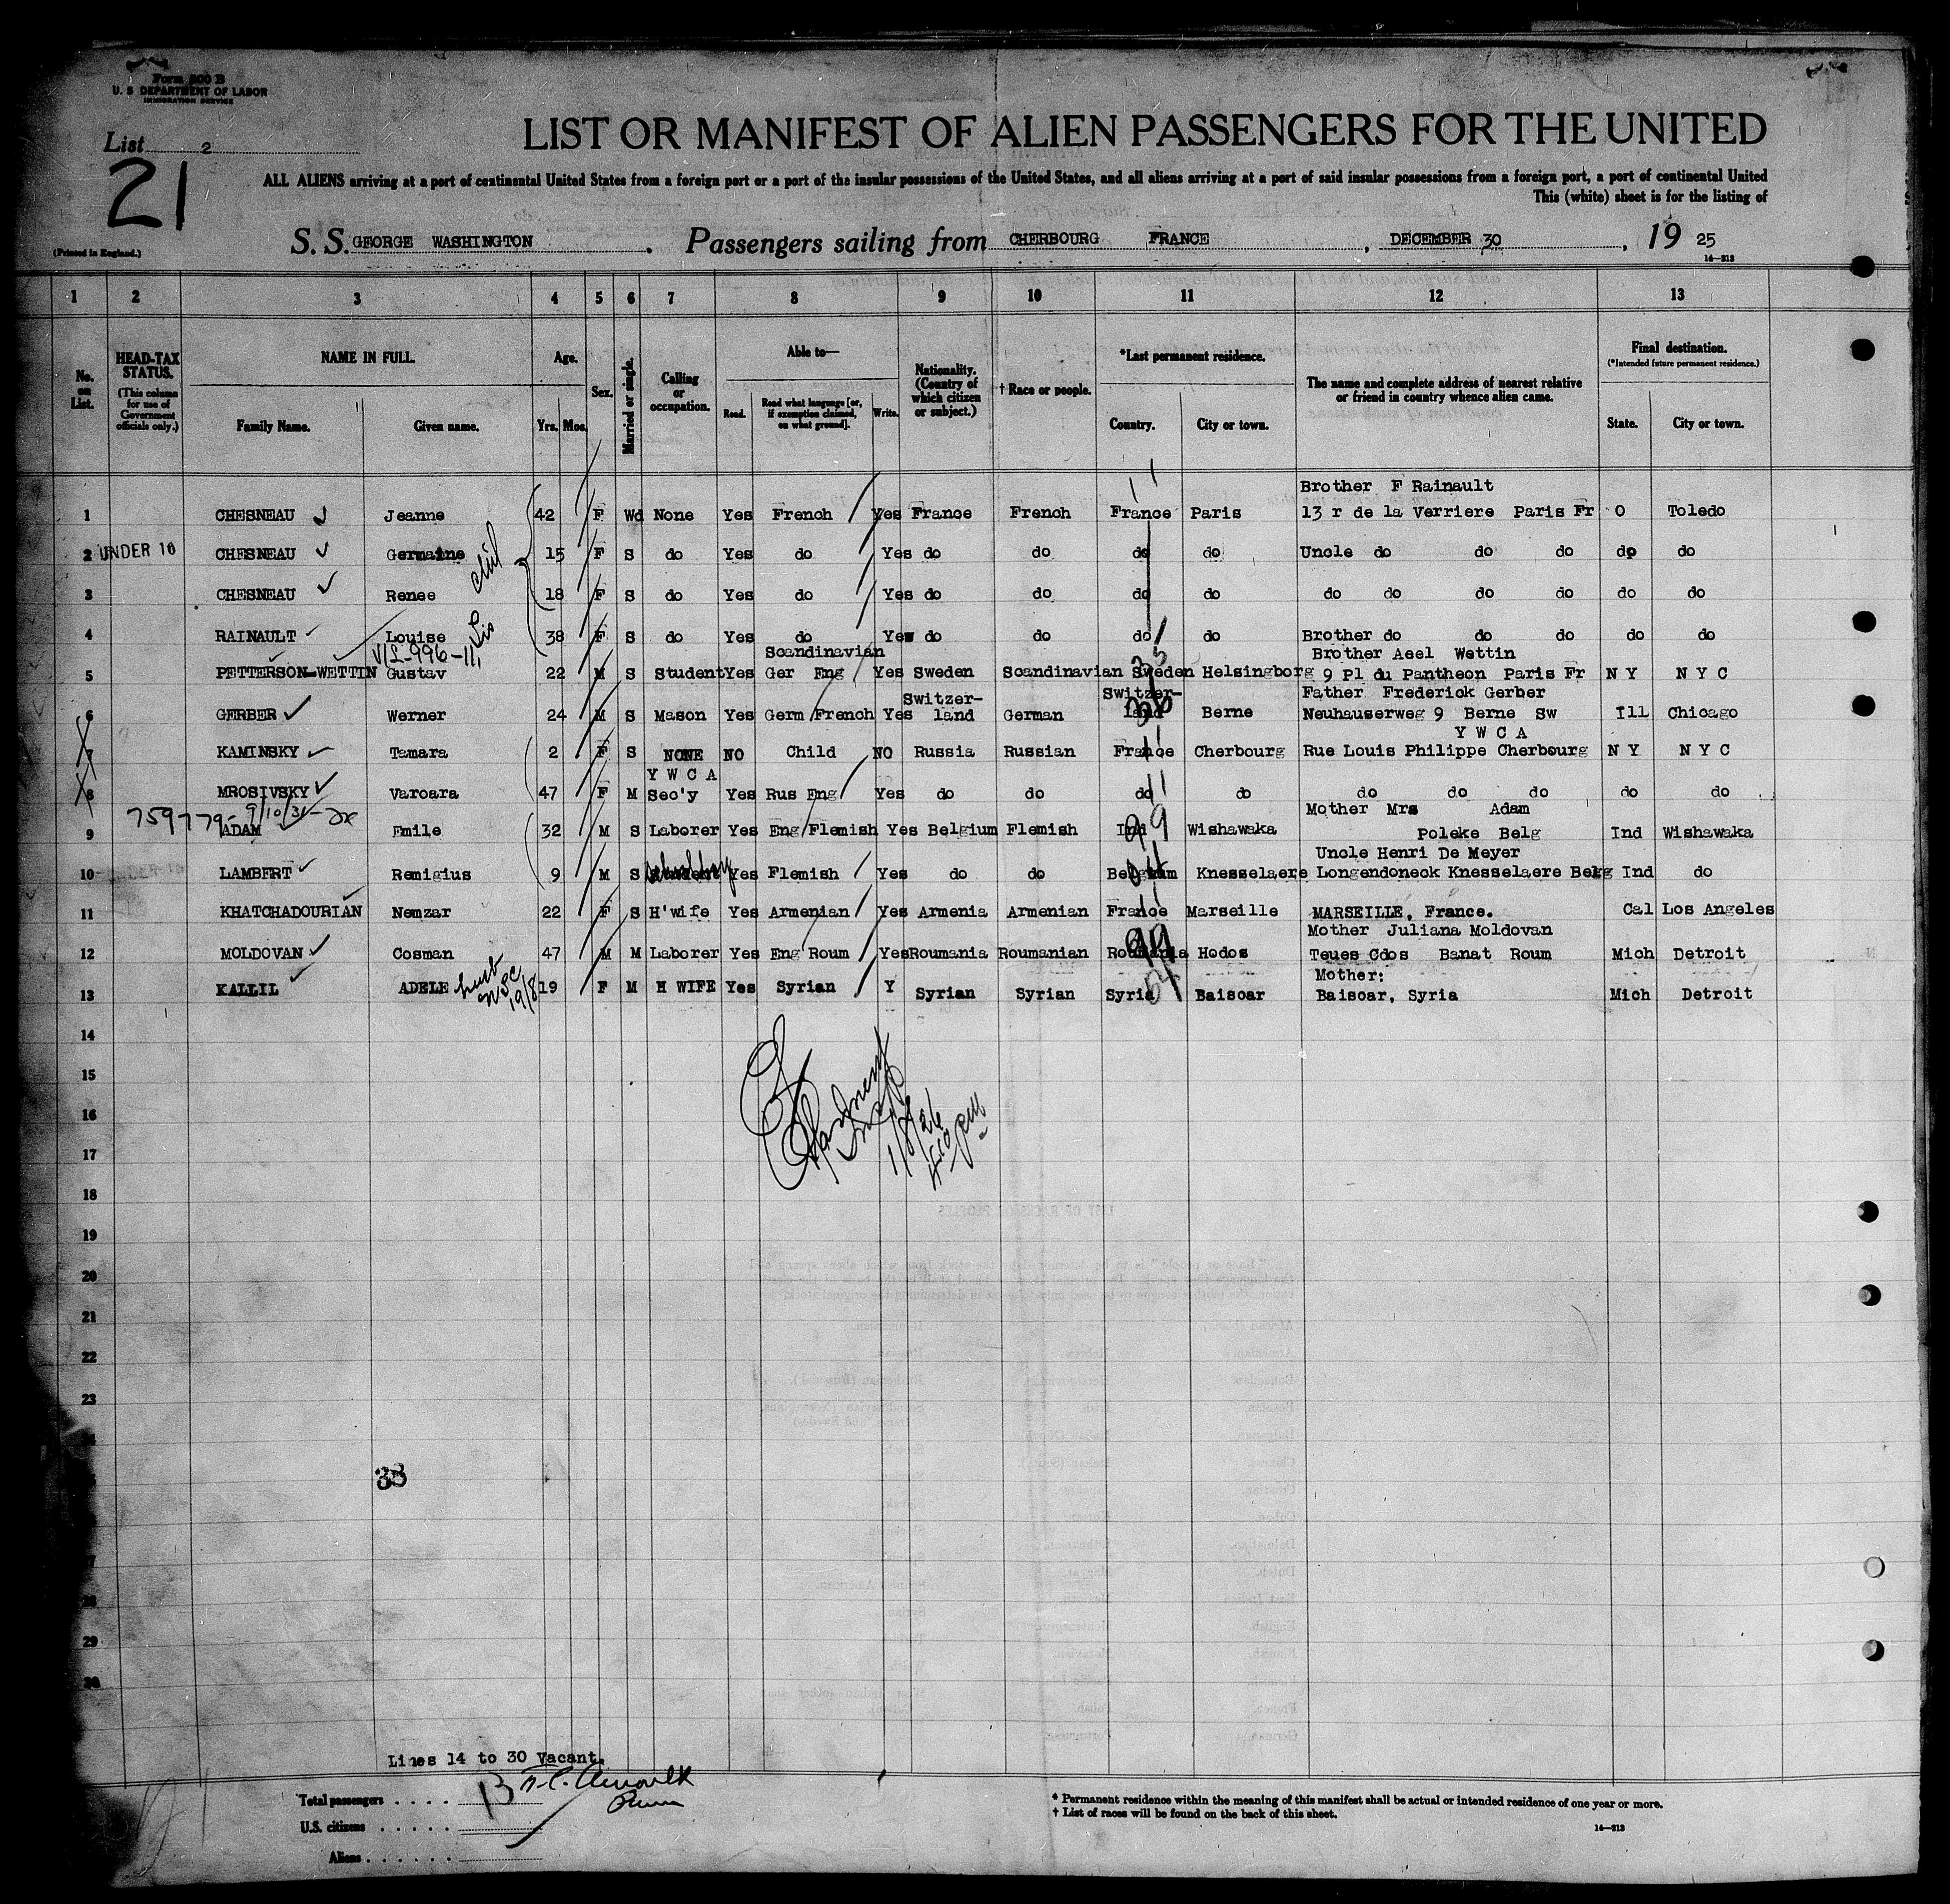 Form 500 B
U. S. DEPARTMENT OF LABOR
IMMIGRATION SERVICE
List 2
21
LIST OR MANIFEST OF ALIEN PASSENGERS FOR THE UNITED
ALL ALIENS arriving at a port of continental United States from a foreign port or a port of the insular possessions of the United States, and all aliens arriving at a port of said insular possessions from a foreign port, a port of continental United
This (white) sheet is for the listing of
(Printed in England.)
S. S. GEORGE WASHINGTON . Passengers sailing from CHERBOURG FRANCE , DECEMBER 30 , 19 25
14—213
1 2 3 4 5 6 7 8 9 10 11 12 13
No. on List.
HEAD-TAX STATUS.
(This column for use of Government officials only.)
NAME IN FULL.
Family Name. Given name.
Age.
Yrs. Mos.
Sex.
Married or single.
Calling or occupation.
Able to—
Read. Read what language [or, if exemption claimed, on what ground]. Write.
Nationality. (Country of which citizen or subject.)
† Race or people.
*Last permanent residence.
Country. City or town.
The name and complete address of nearest relative or friend in country whence alien came.
Final destination.
(*Intended future permanent residence.)
State. City or town.
Brother F Rainault
1 CHESNEAU Jeanne 42 F Wd None Yes French Yes France French France Paris 13 r de la Verriere Paris Fr O Toledo
2 UNDER 16 CHESNEAU Germaine 15 F S do Yes do Yes do do do do Uncle do do do do do
3 CHESNEAU Renee 18 F S do Yes do Yes do do do do do do do do do do
4 RAINAULT Louise 38 F S do Yes do Yes do do do do Brother do do do do do
V/L-996-111
Scandinavian Brother Aeel Wettin
5 PETTERSON-WETTIN Gustav 22 M S Student Yes Ger Eng Yes Sweden Scandinavian Sweden Helsingborg 9 Pl du Pantheon Paris Fr N Y N Y C
Switzer- Switzer- Father Frederick Gerber
6 GERBER Werner 24 M S Mason Yes Germ French Yes land German land Berne Neuhauserweg 9 Berne Sw Ill Chicago
Y W C A
7 KAMINSKY Tamara 2 F S NONE NO Child NO Russia Russian France Cherbourg Rue Louis Philippe Cherbourg N Y N Y C
Y W C A
8 MROSIVSKY Varoara 47 F M Sec'y Yes Rus Eng Yes do do do do do do do do do
759779- 9/10/31-
Mother Mrs Adam
9 ADAM Emile 32 M S Laborer Yes Eng Flemish Yes Belgium Flemish Ind Wishawaka Poleke Belg Ind Wishawaka
Uncle Henri De Meyer
10 LAMBERT Remigius 9 M S Yes Flemish Yes do do Belgium Knesselaere Longendoneck Knesselaere Belg Ind do
11 KHATCHADOURIAN Nemzar 22 F S H'wife Yes Armenian Yes Armenia Armenian France Marseille MARSEILLE, France. Cal Los Angeles
Mother Juliana Moldovan
12 MOLDOVAN Cosman 47 M M Laborer Yes Eng Roum Yes Roumania Roumanian Roumania Hodos Teues Cdos Banat Roum Mich Detroit
Mother:
13 KALLIL ADELE 19 F M H WIFE Yes Syrian Y Syrian Syrian Syria Baisoar Baisoar, Syria Mich Detroit
14
15
16
17
18
19
20
21
22
23
29
1/8/26
38
Lines 14 to 30 Vacant.
Total passengers . . . . 13
U.S. citizens . . . . .
Aliens . . . . . .
* Permanent residence within the meaning of this manifest shall be actual or intended residence of one year or more.
† List of races will be found on the back of this sheet.
14—213